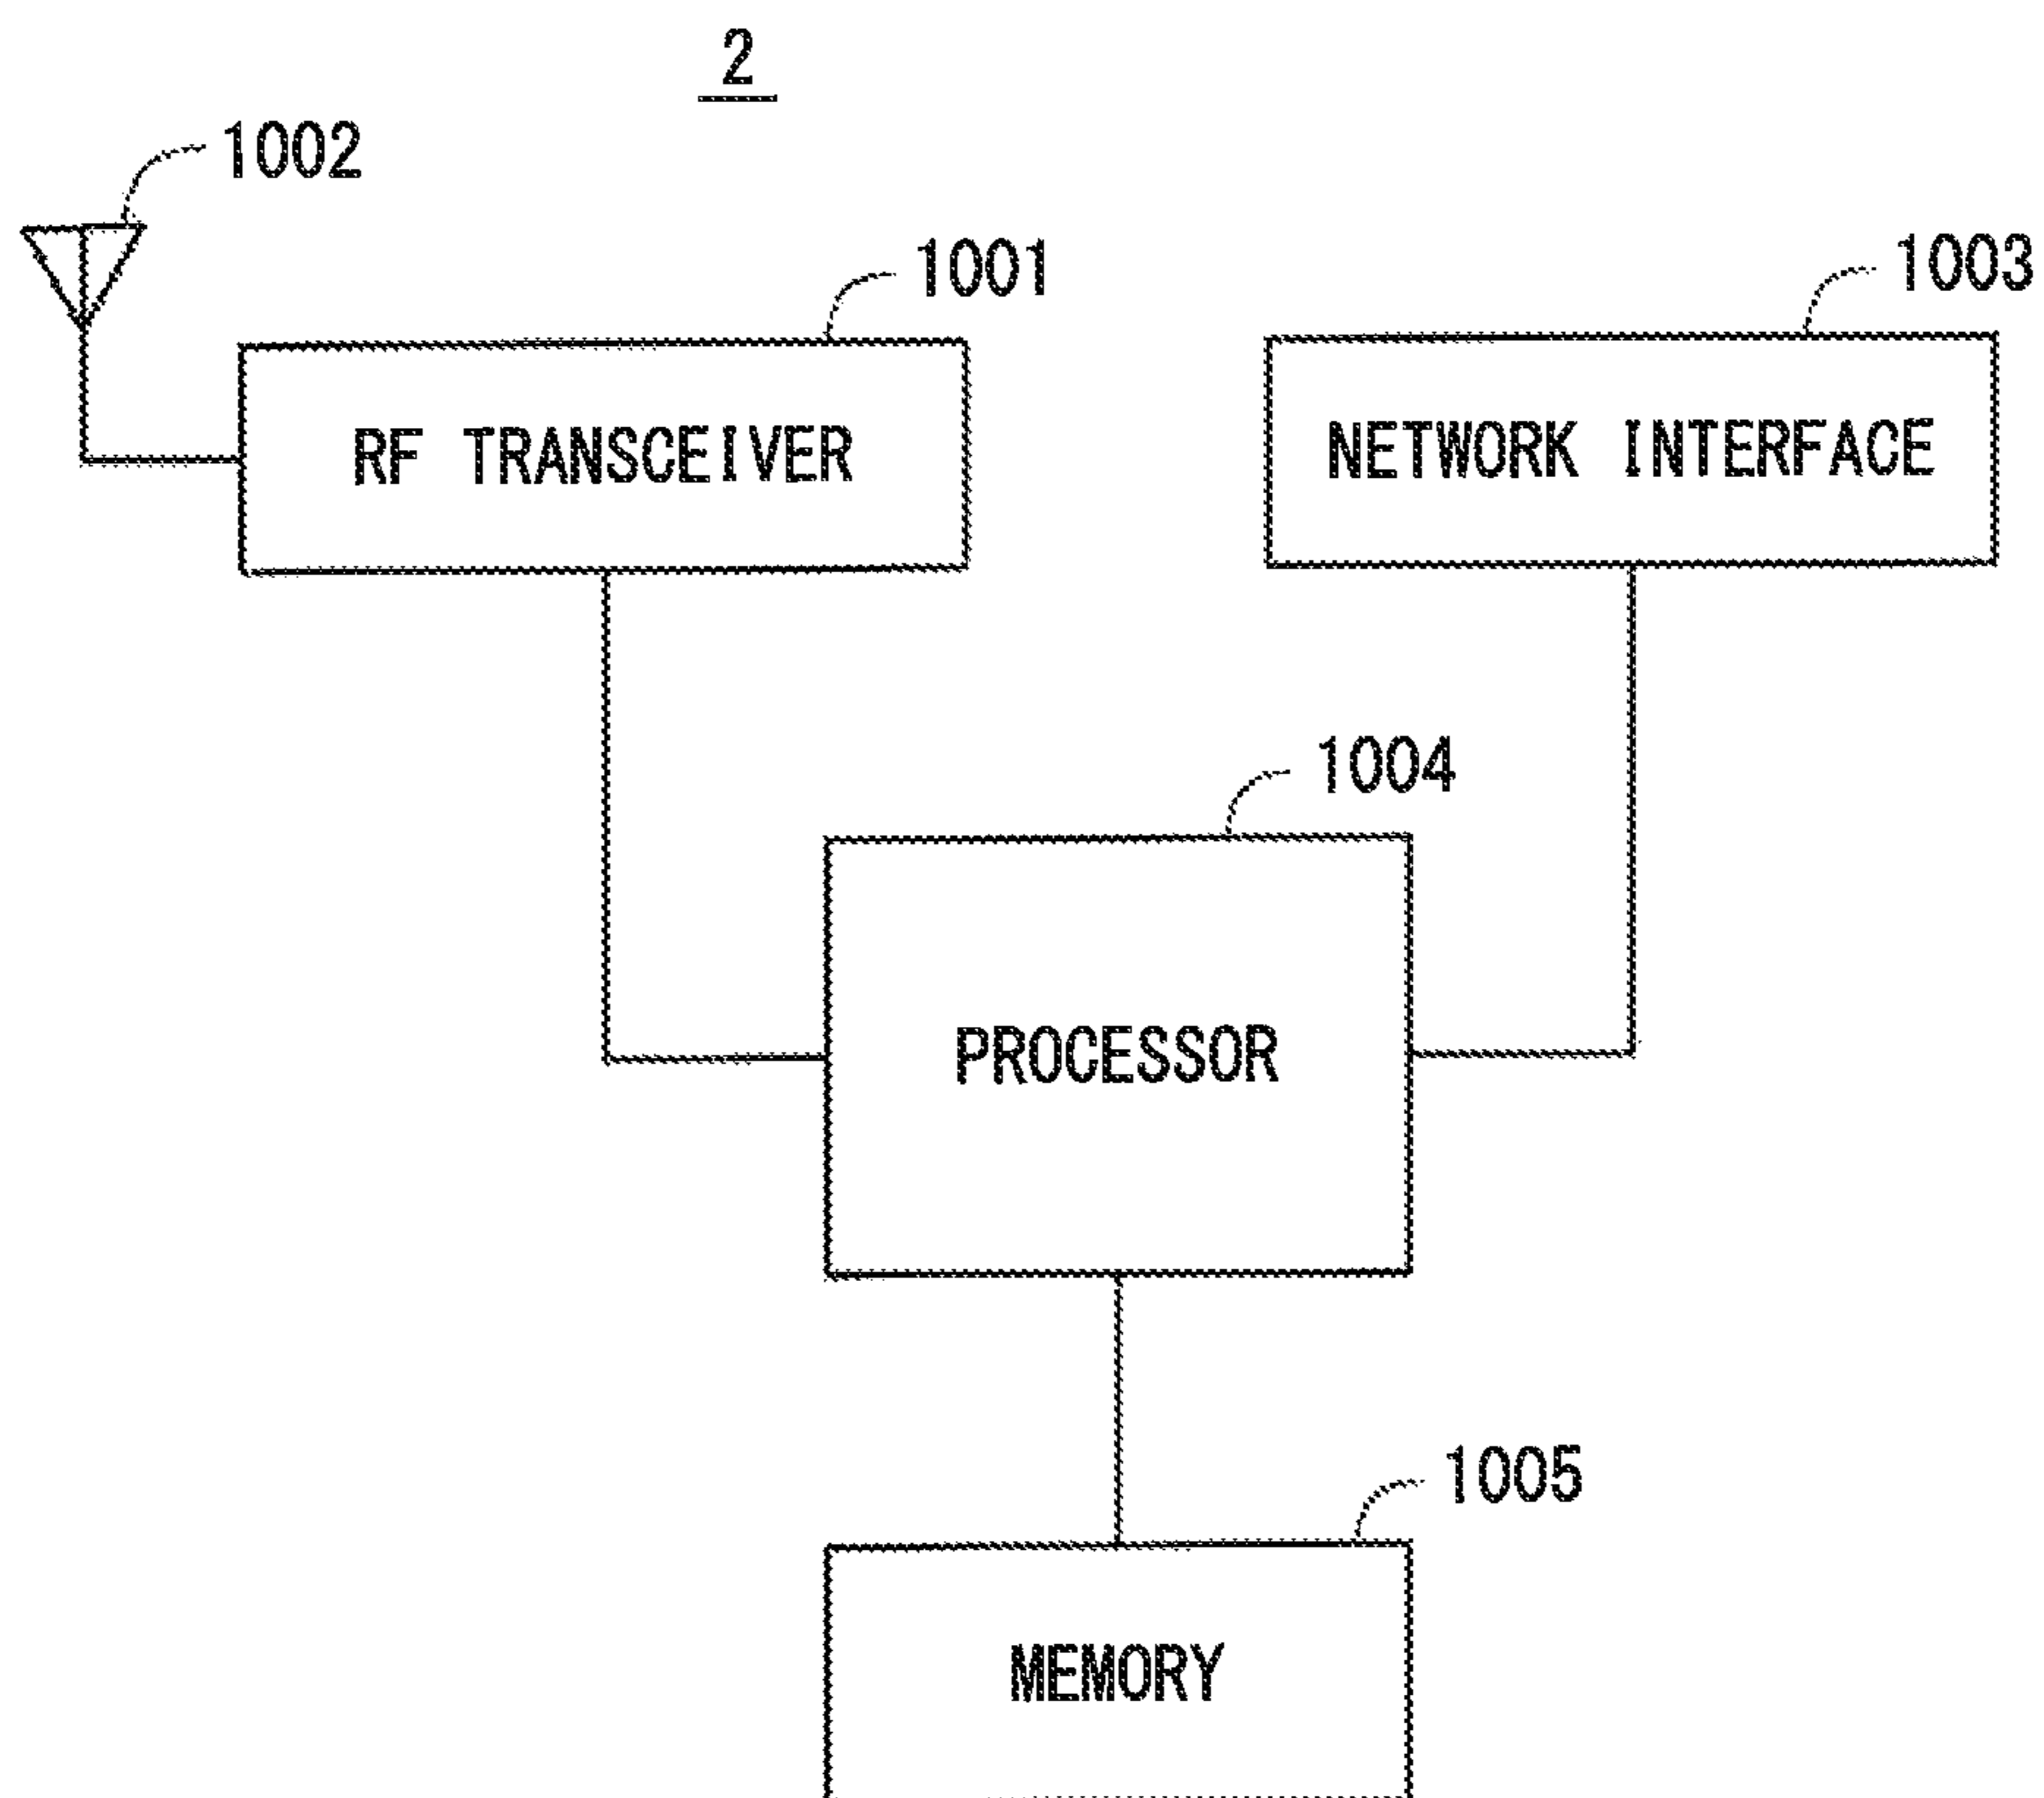 2
1002
1001
1003
RF TRANSCEIVER
NETWORK INTERFACE
1004
PROCESSOR
1005
MEMORY